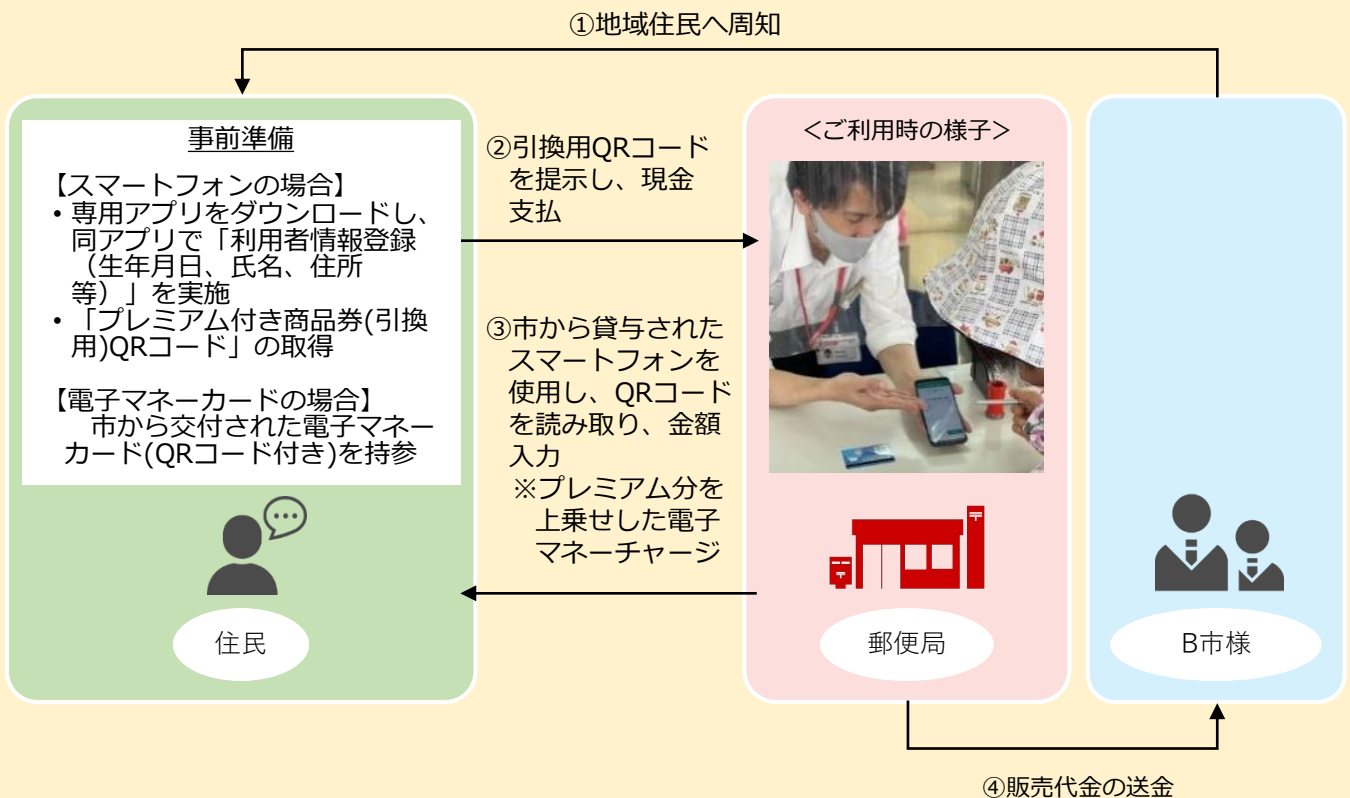 ①地域住民へ周知
事前準備
【スマートフォンの場合】
• 専用アプリをダウンロードし、
同アプリで「利用者情報登録
（生年月日、氏名、住所
等）」を実施
• 「プレミアム付き商品券(引換
用)QRコード」の取得
【電子マネーカードの場合】
市から交付された電子マネー
カード(QRコード付き)を持参
住民
②引換用QRコード
を提示し、現金
支払
③市から貸与された
スマートフォンを
使用し、QRコード
を読み取り、金額
入力
※プレミアム分を
上乗せした電子
マネーチャージ
＜ご利用時の様子＞
郵便局
B市様
④販売代金の送金